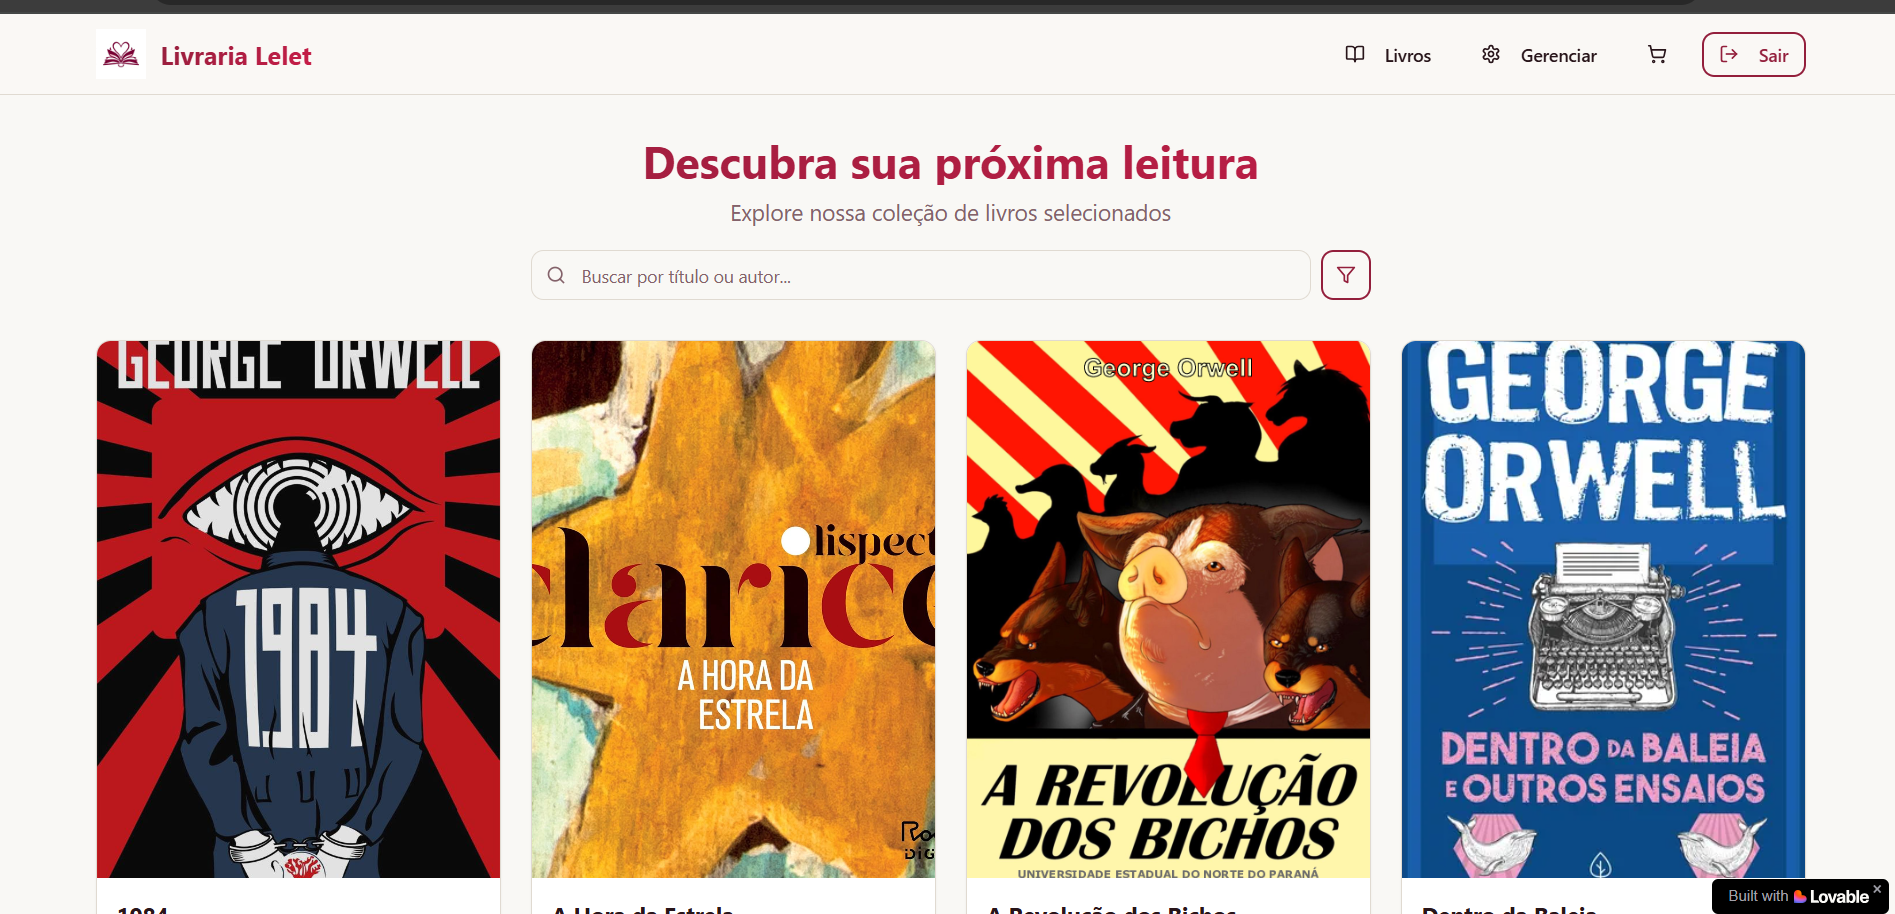 Livraria Lelet
Livros
Gerenciar
Sair
Descubra sua próxima leitura
Explore nossa coleção de livros selecionados
Buscar por título ou autor...
GEORGE ORWELL
1984
lispect
clarice
A HORA DA
ESTRELA
George Orwell
A REVOLUÇÃO
DOS BICHOS
UNIVERSIDADE ESTADUAL DO NORTE DO PARANÁ
GEORGE
ORWELL
DENTRO DA BALEIA
E OUTROS ENSAIOS
1984
A Hora da Estrela
A Revolução dos Bichos
Dentro da Baleia
Built with Lovable